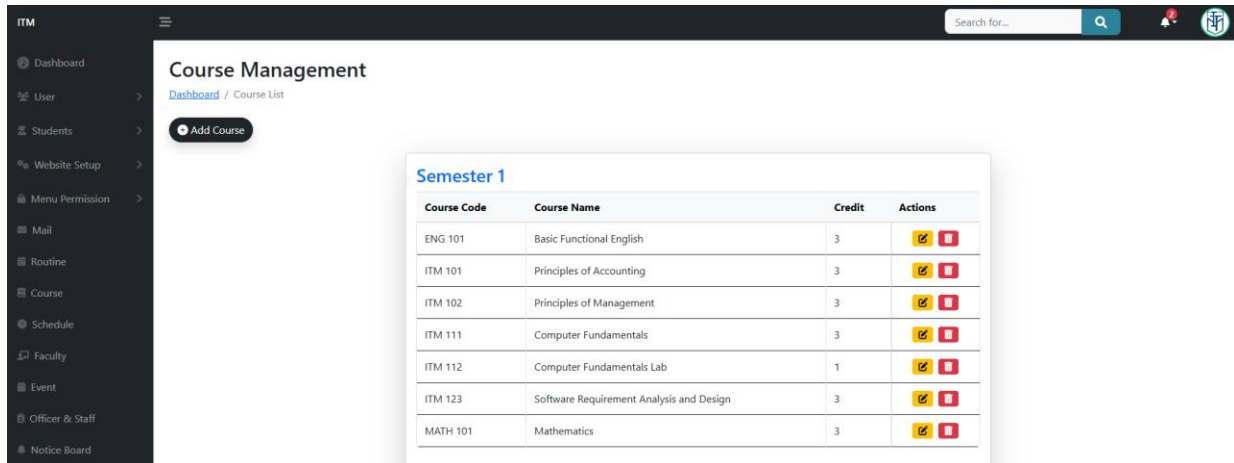 ITM
Search for...
2
Dashboard
User
Students
Website Setup
Menu Permission
Mail
Routine
Course
Schedule
Faculty
Event
Officer & Staff
Notice Board
Course Management
Dashboard / Course List
Add Course
Semester 1
Course Code Course Name Credit Actions
ENG 101 Basic Functional English 3
ITM 101 Principles of Accounting 3
ITM 102 Principles of Management 3
ITM 111 Computer Fundamentals 3
ITM 112 Computer Fundamentals Lab 1
ITM 123 Software Requirement Analysis and Design 3
MATH 101 Mathematics 3